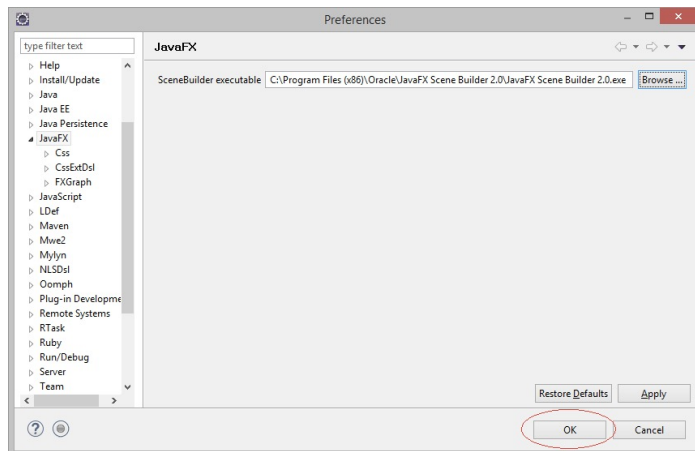 Preferences
type filter text
JavaFX
Help
Install/Update
Java
Java EE
Java Persistence
JavaFX
Css
CssExtDsl
FXGraph
JavaScript
LDef
Maven
Mwe2
Mylyn
NLSDsl
Oomph
Plug-in Developme
Remote Systems
RTask
Ruby
Run/Debug
Server
Team
SceneBuilder executable C:\Program Files (x86)\Oracle\JavaFX Scene Builder 2.0\JavaFX Scene Builder 2.0.exe Browse ...
Restore Defaults Apply
OK Cancel